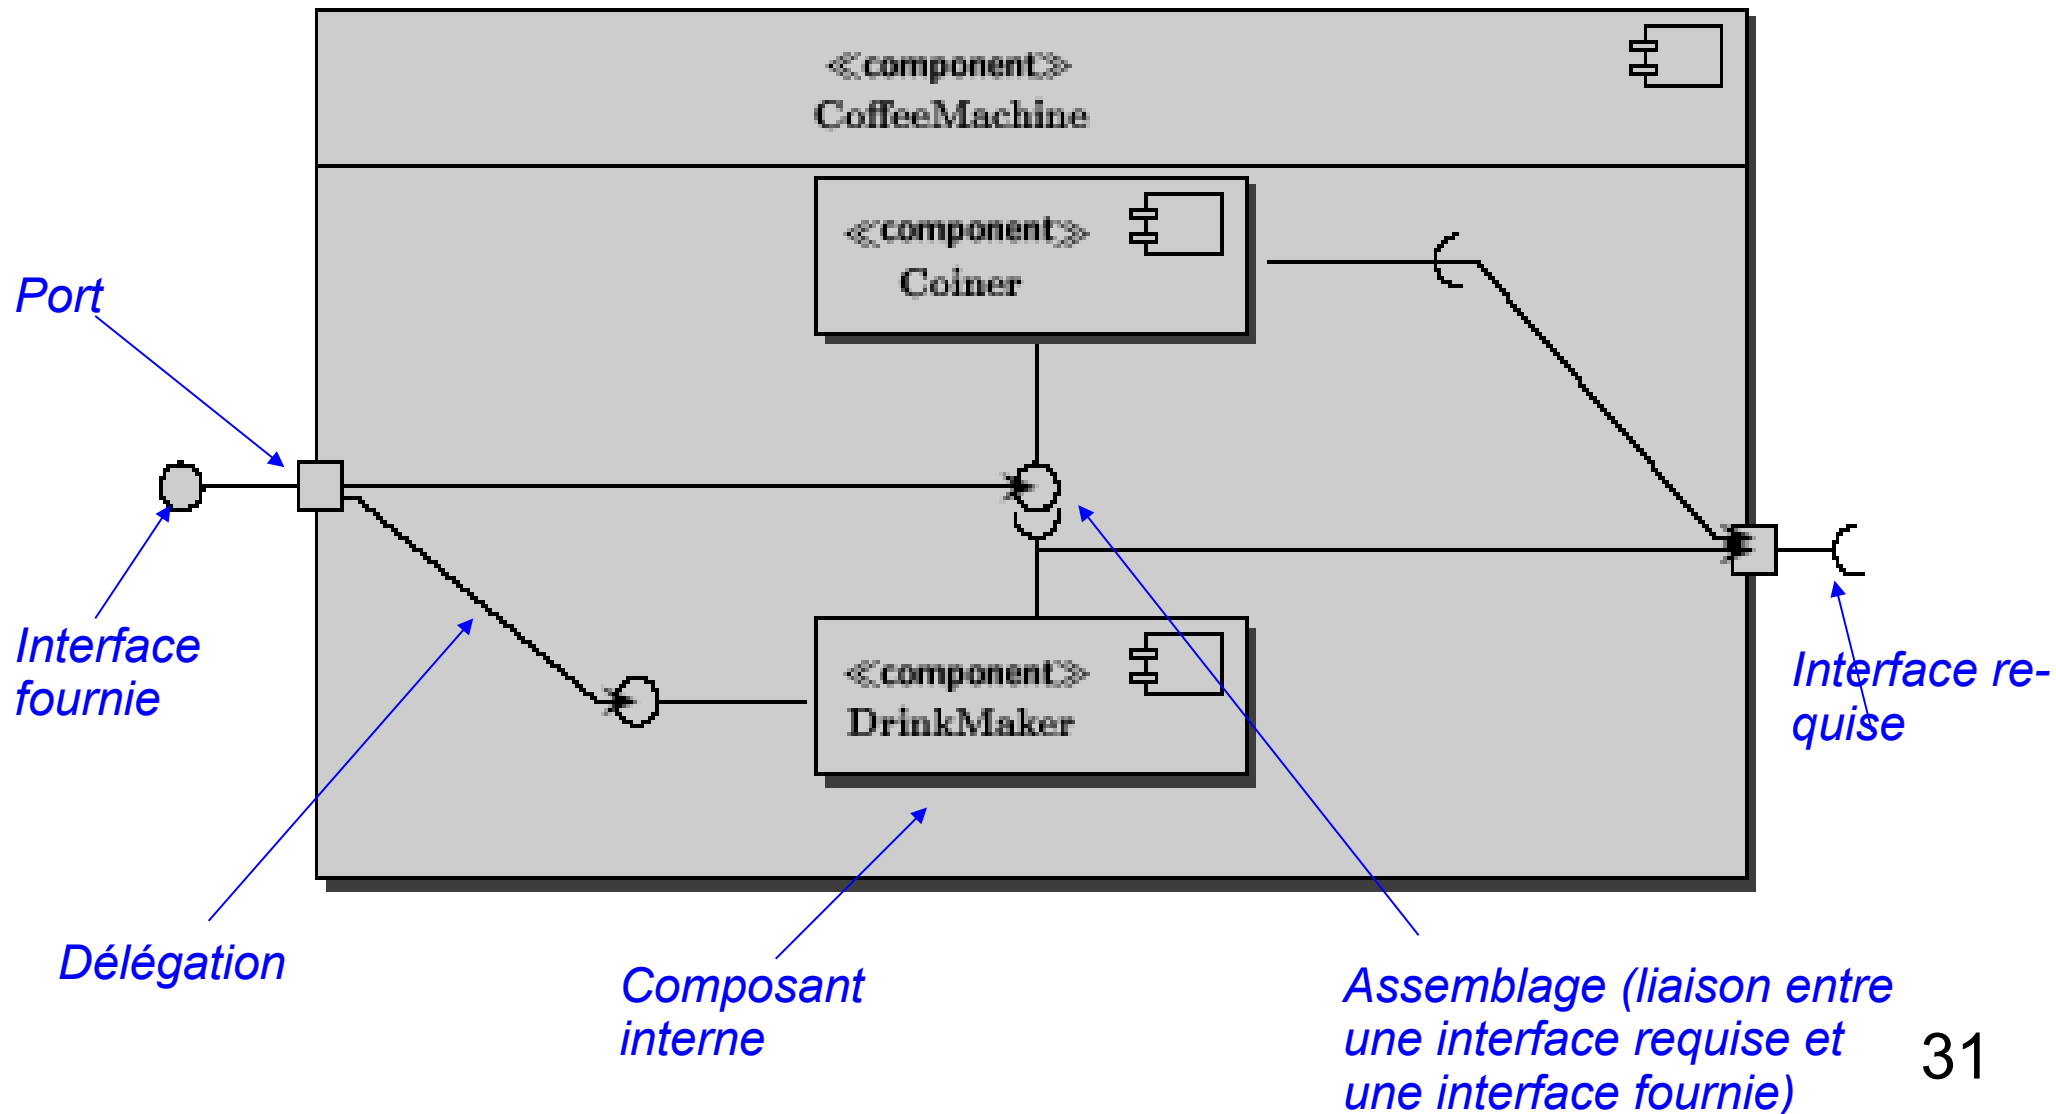 ≪component≫
CoffeeMachine
≪component≫
Coiner
Port
Interface
fournie
≪component≫
DrinkMaker
Interface re-
quise
Délégation
Composant
interne
Assemblage (liaison entre
une interface requise et
une interface fournie)
31